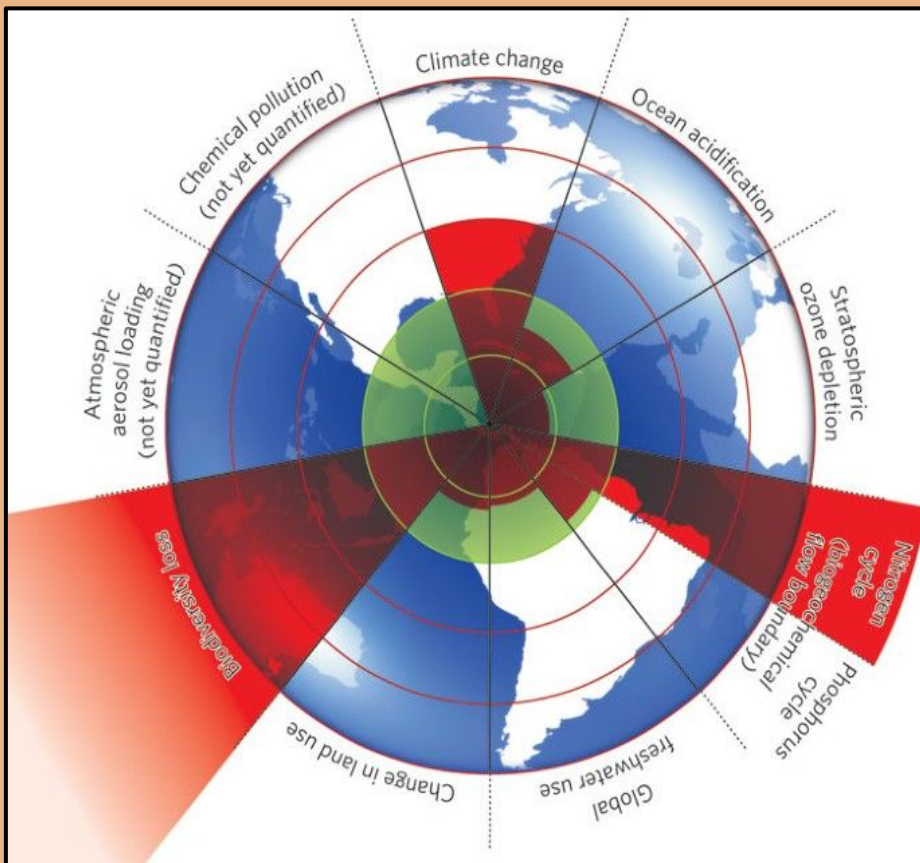 Climate change
Ocean acidification
Stratospheric
ozone depletion
Nitrogen
cycle
(biogeochemical
flow boundary)
Phosphorus
cycle
Global
freshwater use
Change in land use
Biodiversity loss
Atmospheric
aerosol loading
(not yet quantified)
Chemical pollution
(not yet quantified)